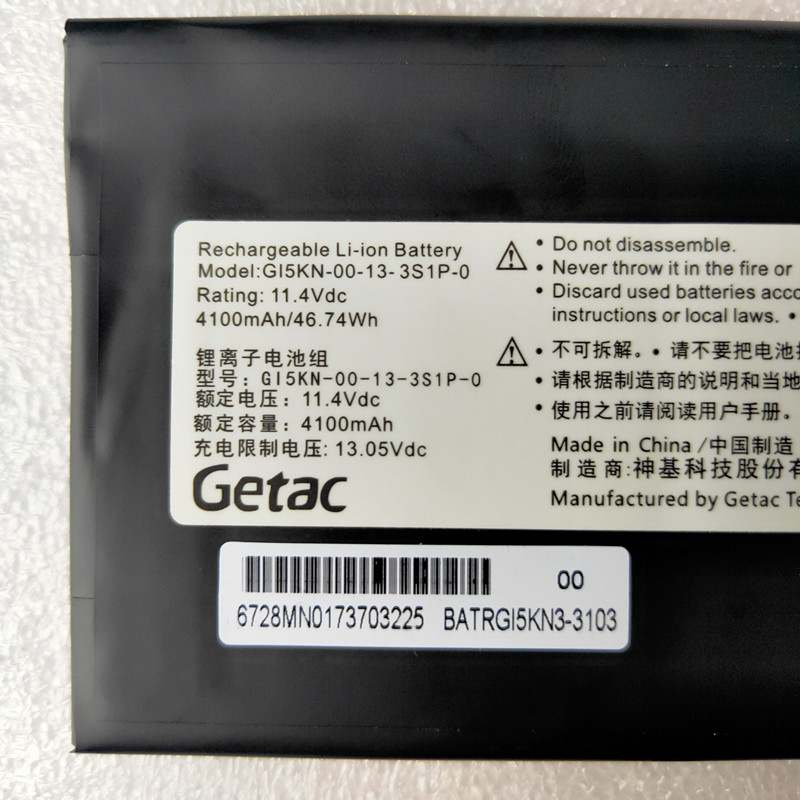 Rechargeable Li-ion Battery
Model:GI5KN-00-13-3S1P-0
Rating: 11.4Vdc
4100mAh/46.74Wh
锂离子电池组
型号: GI5KN-00-13-3S1P-0
额定电压: 11.4Vdc
额定容量: 4100mAh
充电限制电压: 13.05Vdc
Getac
• Do not disassemble.
• Never throw it in the fire or
• Discard used batteries acco
instructions or local laws. •
• 不可拆解。• 请不要把电池
• 请根据制造商的说明和当地
• 使用之前请阅读用户手册。
Made in China /中国制造
制造商:神基科技股份有
Manufactured by Getac Te
00
6728MN0173703225 BATRGI5KN3-3103